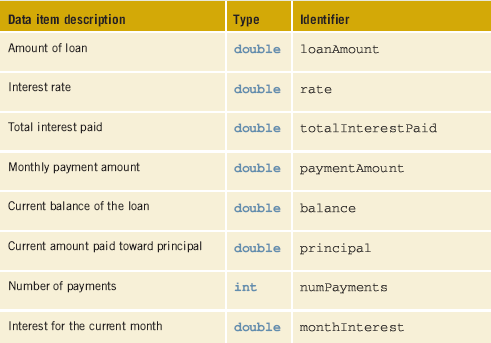 Data item description Type Identifier
Amount of loan double loanAmount
Interest rate double rate
Total interest paid double totalInterestPaid
Monthly payment amount double paymentAmount
Current balance of the loan double balance
Current amount paid toward principal double principal
Number of payments int numPayments
Interest for the current month double monthInterest